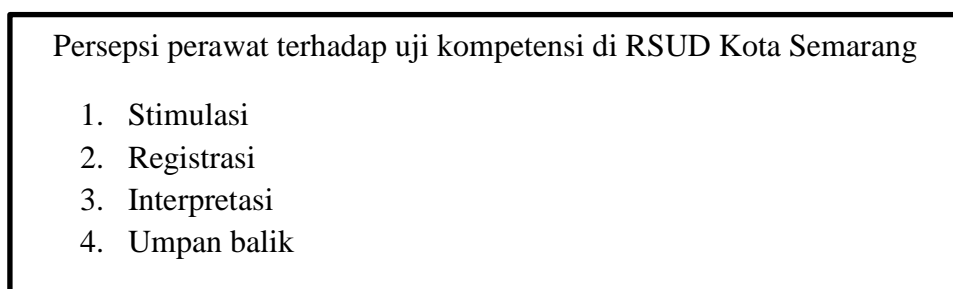 Persepsi perawat terhadap uji kompetensi di RSUD Kota Semarang
1. Stimulasi
2. Registrasi
3. Interpretasi
4. Umpan balik